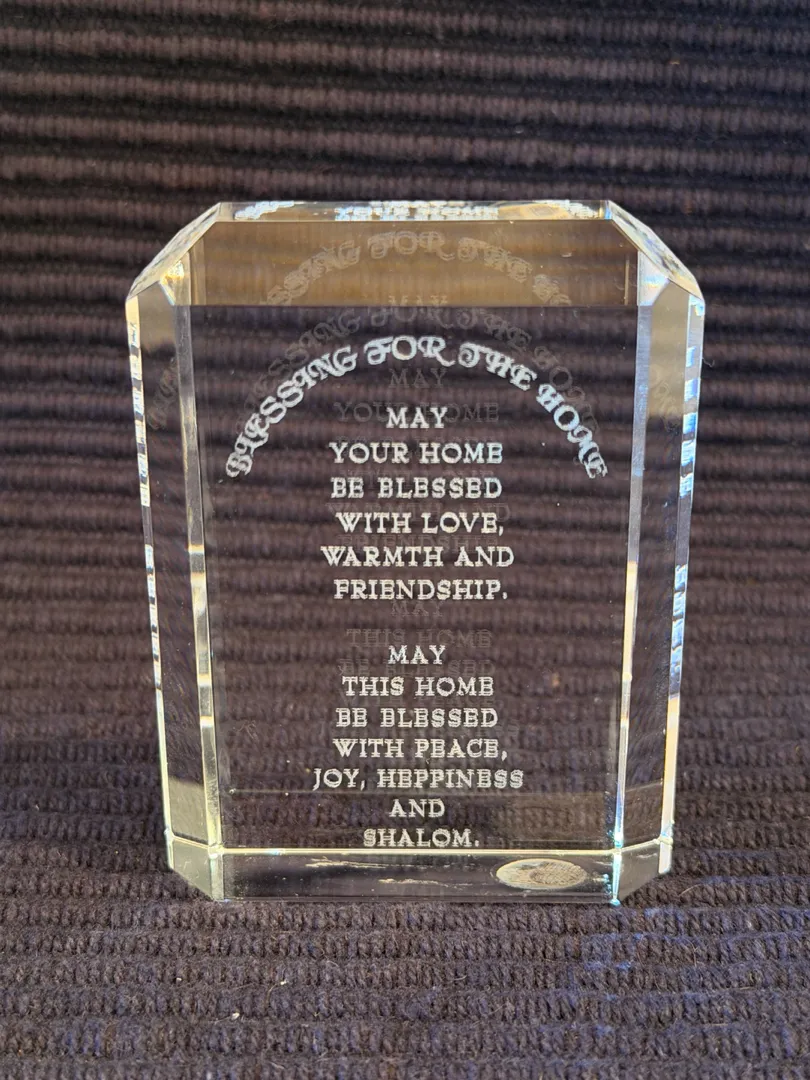 BLESSING FOR THE HOME
MAY
YOUR HOME
BE BLESSED
WITH LOVE,
WARMTH AND
FRIENDSHIP.
MAY
THIS HOME
BE BLESSED
WITH PEACE,
JOY, HEPPINESS
AND
SHALOM.